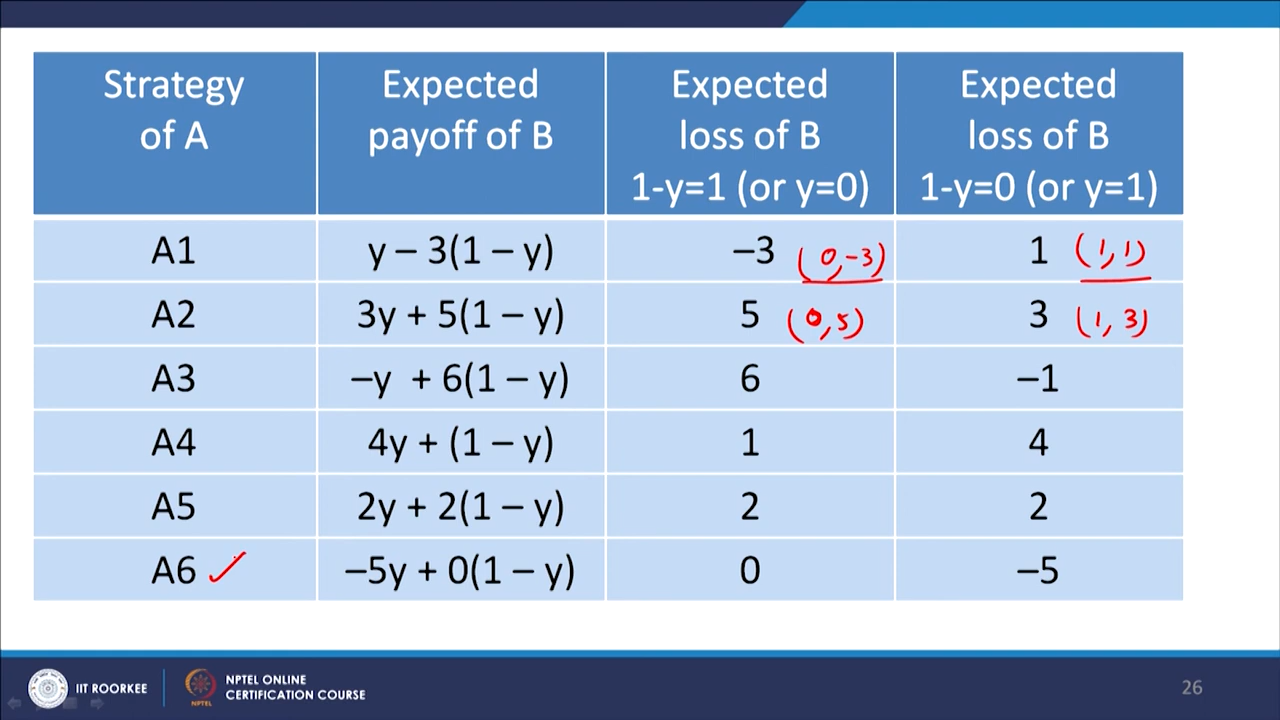 Strategy of A | Expected payoff of B | Expected loss of B 1-y=1 (or y=0) | Expected loss of B 1-y=0 (or y=1)
A1 | y – 3(1 – y) | –3 (0,-3) | 1 (1,1)
A2 | 3y + 5(1 – y) | 5 (0,5) | 3 (1, 3)
A3 | –y + 6(1 – y) | 6 | –1
A4 | 4y + (1 – y) | 1 | 4
A5 | 2y + 2(1 – y) | 2 | 2
A6 ✓ | –5y + 0(1 – y) | 0 | –5
IIT ROORKEE
NPTEL
NPTEL ONLINE
CERTIFICATION COURSE
26